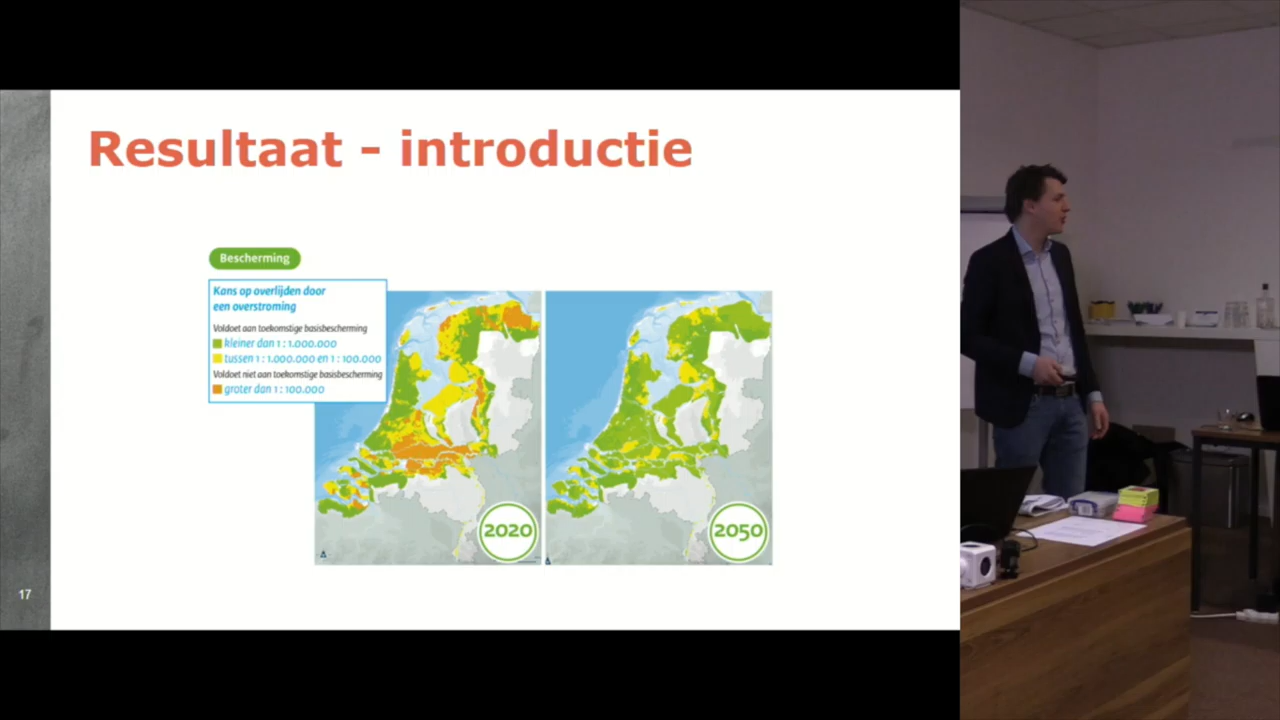 Resultaat - introductie
Bescherming
Kans op overlijden door
een overstroming
Voldoet aan toekomstige basisbescherming
kleiner dan 1 : 1.000.000
tussen 1 : 1.000.000 en 1 : 100.000
Voldoet niet aan toekomstige basisbescherming
groter dan 1 : 100.000
2020
2050
17